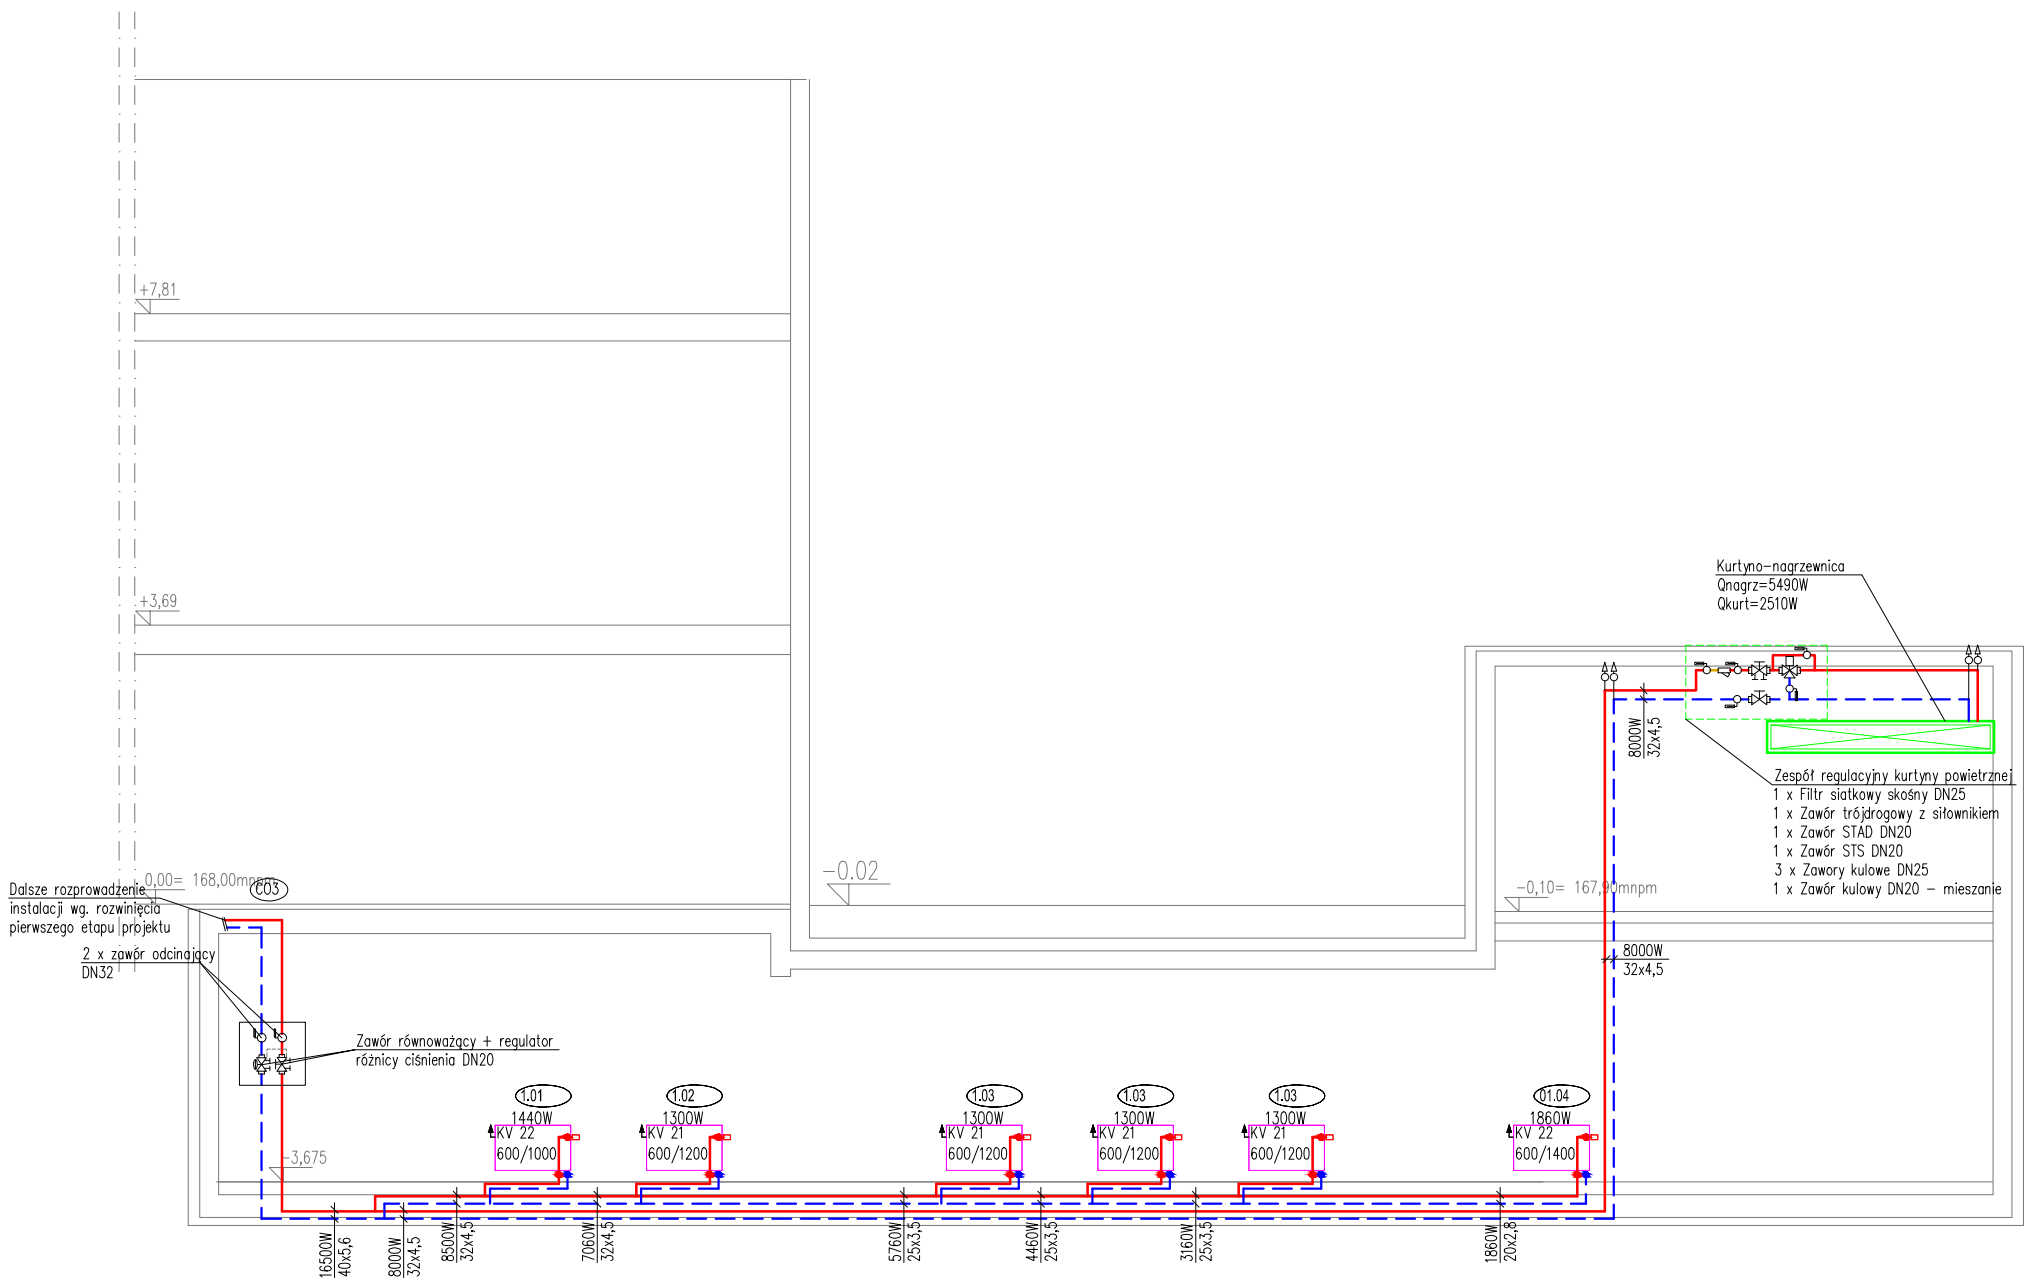 +7,81
+3,69
Kurtyno-nagrzewnica
Qnagrz=5490W
Qkurt=2510W
8000W
32x4,5
Zespół regulacyjny kurtyny powietrznej
1 x Filtr siatkowy skośny DN25
1 x Zawór trójdrogowy z siłownikiem
1 x Zawór STAD DN20
1 x Zawór STS DN20
3 x Zawory kulowe DN25
1 x Zawór kulowy DN20 - mieszanie
-0.02
0,00= 168,00mnpm
CO3
-0,10= 167,90mnpm
Dalsze rozprowadzenie
instalacji wg. rozwinięcia
pierwszego etapu projektu
2 x zawór odcinający
DN32
8000W
32x4,5
Zawór równoważący + regulator
różnicy ciśnienia DN20
1.01
1440W
KV 22
600/1000
1.02
1300W
KV 21
600/1200
1.03
1300W
KV 21
600/1200
1.03
1300W
KV 21
600/1200
1.03
1300W
KV 21
600/1200
01.04
1860W
KV 22
600/1400
-3,675
16500W
40x5,6
8000W
32x4,5
8500W
32x4,5
7060W
32x4,5
5760W
25x3,5
4460W
25x3,5
3160W
25x3,5
1860W
20x2,8